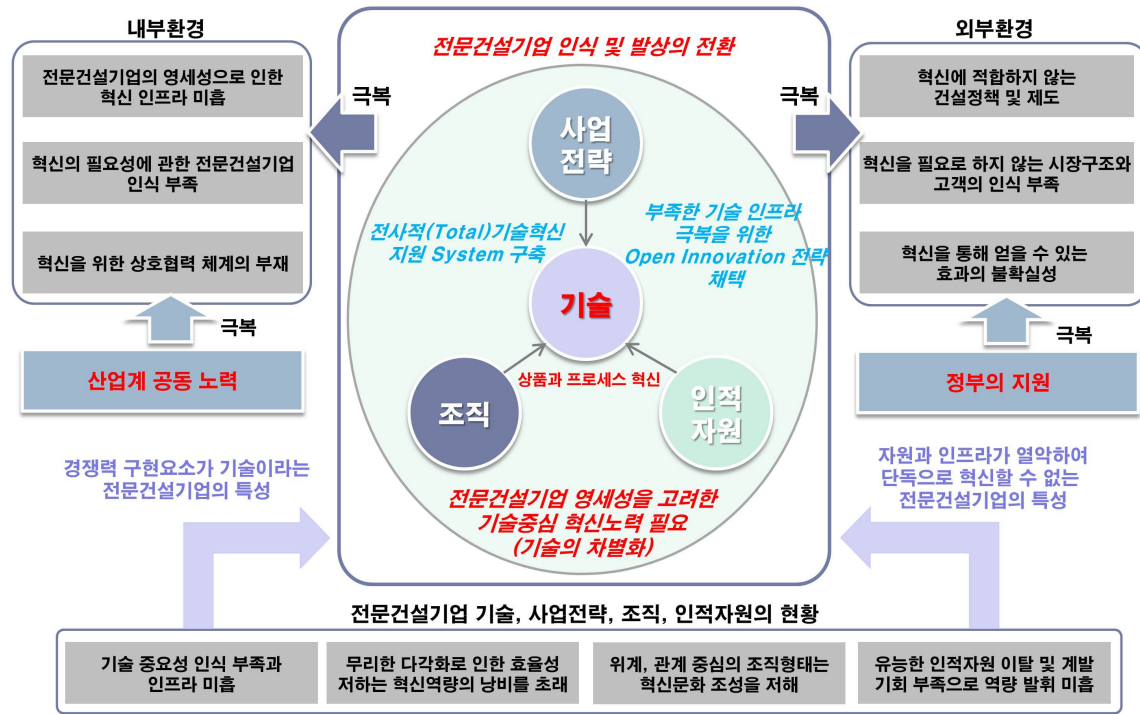 내부환경
전문건설기업의 영세성으로 인한
혁신 인프라 미흡
혁신의 필요성에 관한 전문건설기업
인식 부족
혁신을 위한 상호협력 체계의 부재
극복
산업계 공동 노력
극복
전문건설기업 인식 및 발상의 전환
사업
전략
전사적(Total)기술혁신
지원 System 구축
부족한 기술 인프라
극복을 위한
Open Innovation 전략
채택
기술
상품과 프로세스 혁신
조직
인적
자원
전문건설기업 영세성을 고려한
기술중심 혁신노력 필요
(기술의 차별화)
외부환경
극복
혁신에 적합하지 않는
건설정책 및 제도
혁신을 필요로 하지 않는 시장구조와
고객의 인식 부족
혁신을 통해 얻을 수 있는
효과의 불확실성
극복
정부의 지원
경쟁력 구현요소가 기술이라는
전문건설기업의 특성
자원과 인프라가 열악하여
단독으로 혁신할 수 없는
전문건설기업의 특성
전문건설기업 기술, 사업전략, 조직, 인적자원의 현황
기술 중요성 인식 부족과
인프라 미흡
무리한 다각화로 인한 효율성
저하는 혁신역량의 낭비를 초래
위계, 관계 중심의 조직형태는
혁신문화 조성을 저해
유능한 인적자원 이탈 및 계발
기회 부족으로 역량 발휘 미흡